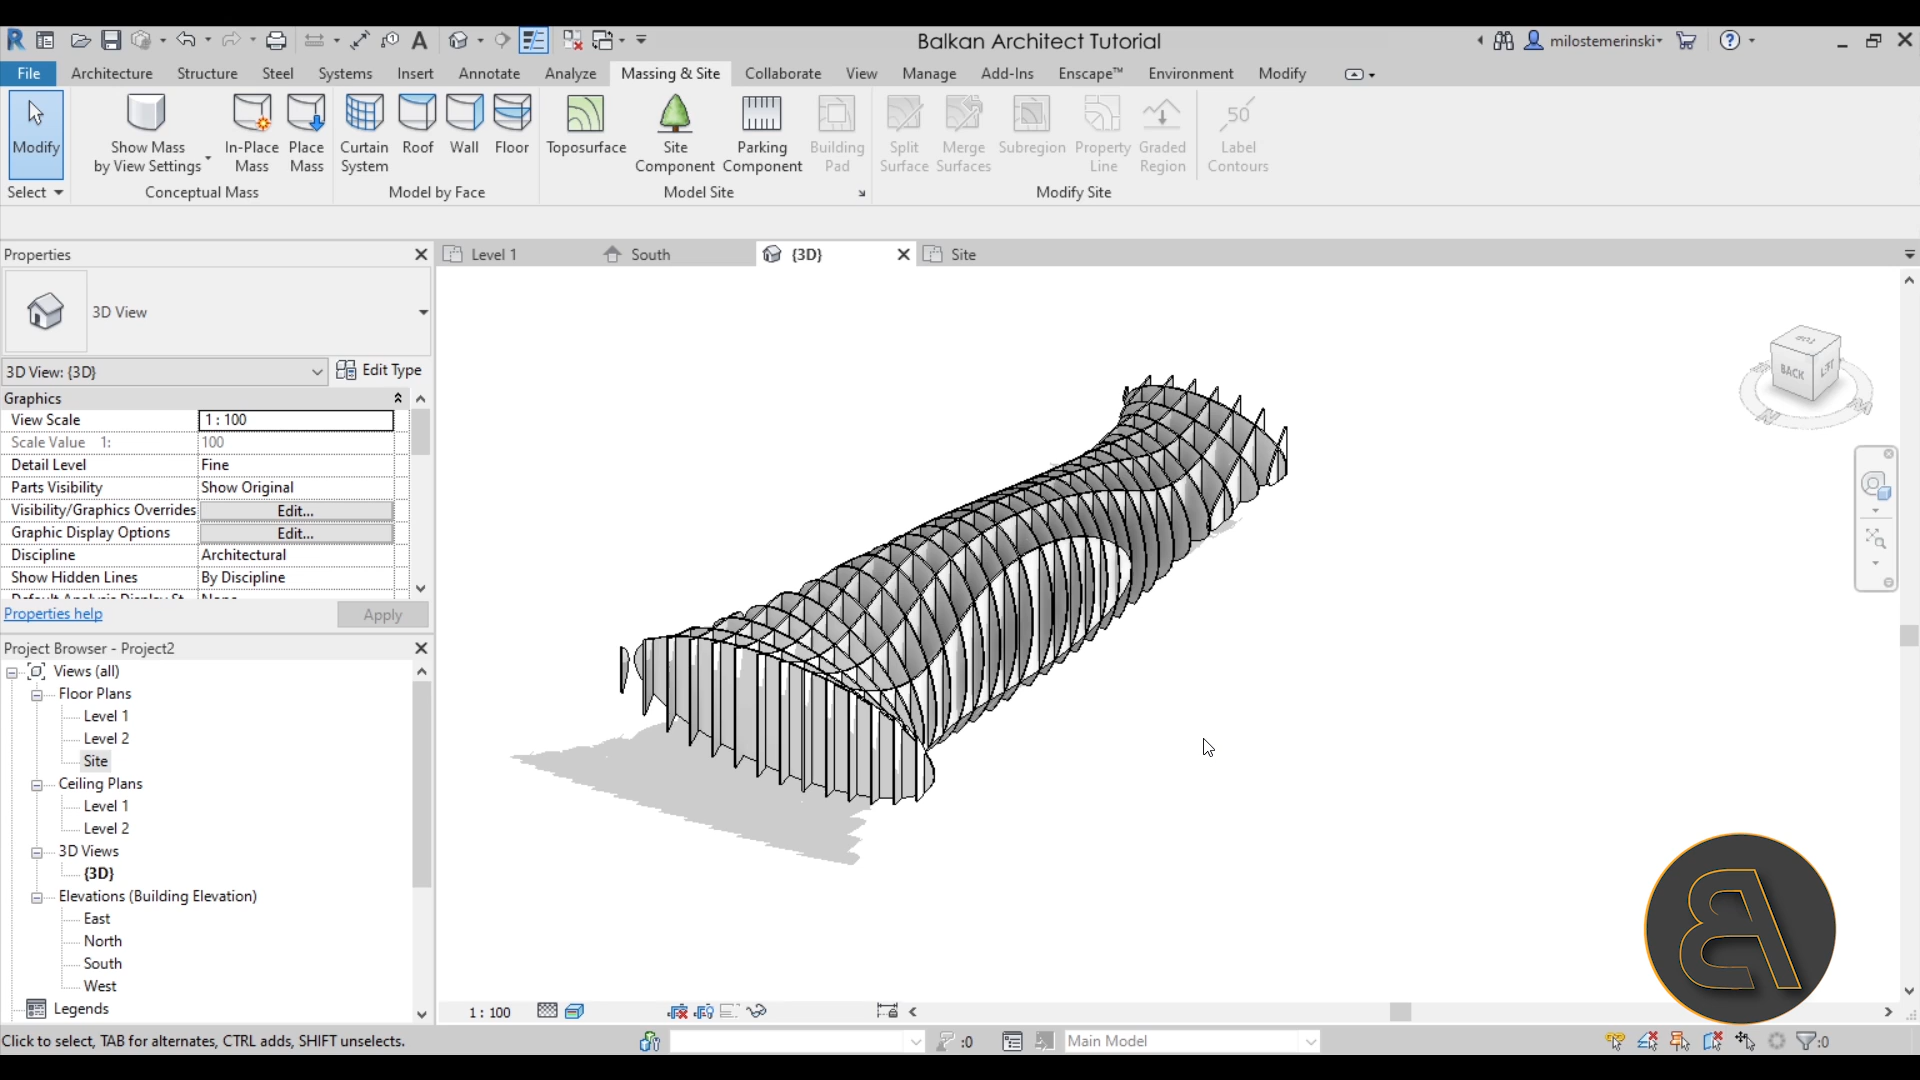 Balkan Architect Tutorial
milostemerinski
File Architecture Structure Steel Systems Insert Annotate Analyze Massing & Site Collaborate View Manage Add-Ins Enscape™ Environment Modify
Modify
Show Mass
by View Settings
In-Place
Mass
Place
Mass
Curtain
System
Roof
Wall
Floor
Toposurface
Site
Component
Parking
Component
Building
Pad
Split
Surface
Merge
Surfaces
Subregion
Property
Line
Graded
Region
50
Label
Contours
Select
Conceptual Mass
Model by Face
Model Site
Modify Site
Properties
Level 1
South
{3D}
Site
3D View
3D View: {3D}
Edit Type
Graphics
View Scale 1 : 100
Scale Value 1: 100
Detail Level Fine
Parts Visibility Show Original
Visibility/Graphics Overrides Edit...
Graphic Display Options Edit...
Discipline Architectural
Show Hidden Lines By Discipline
Properties help
Apply
Project Browser - Project2
Views (all)
Floor Plans
Level 1
Level 2
Site
Ceiling Plans
Level 1
Level 2
3D Views
{3D}
Elevations (Building Elevation)
East
North
South
West
Legends
TOP
BACK
LEFT
N
1 : 100
Click to select, TAB for alternates, CTRL adds, SHIFT unselects.
:0
Main Model
:0